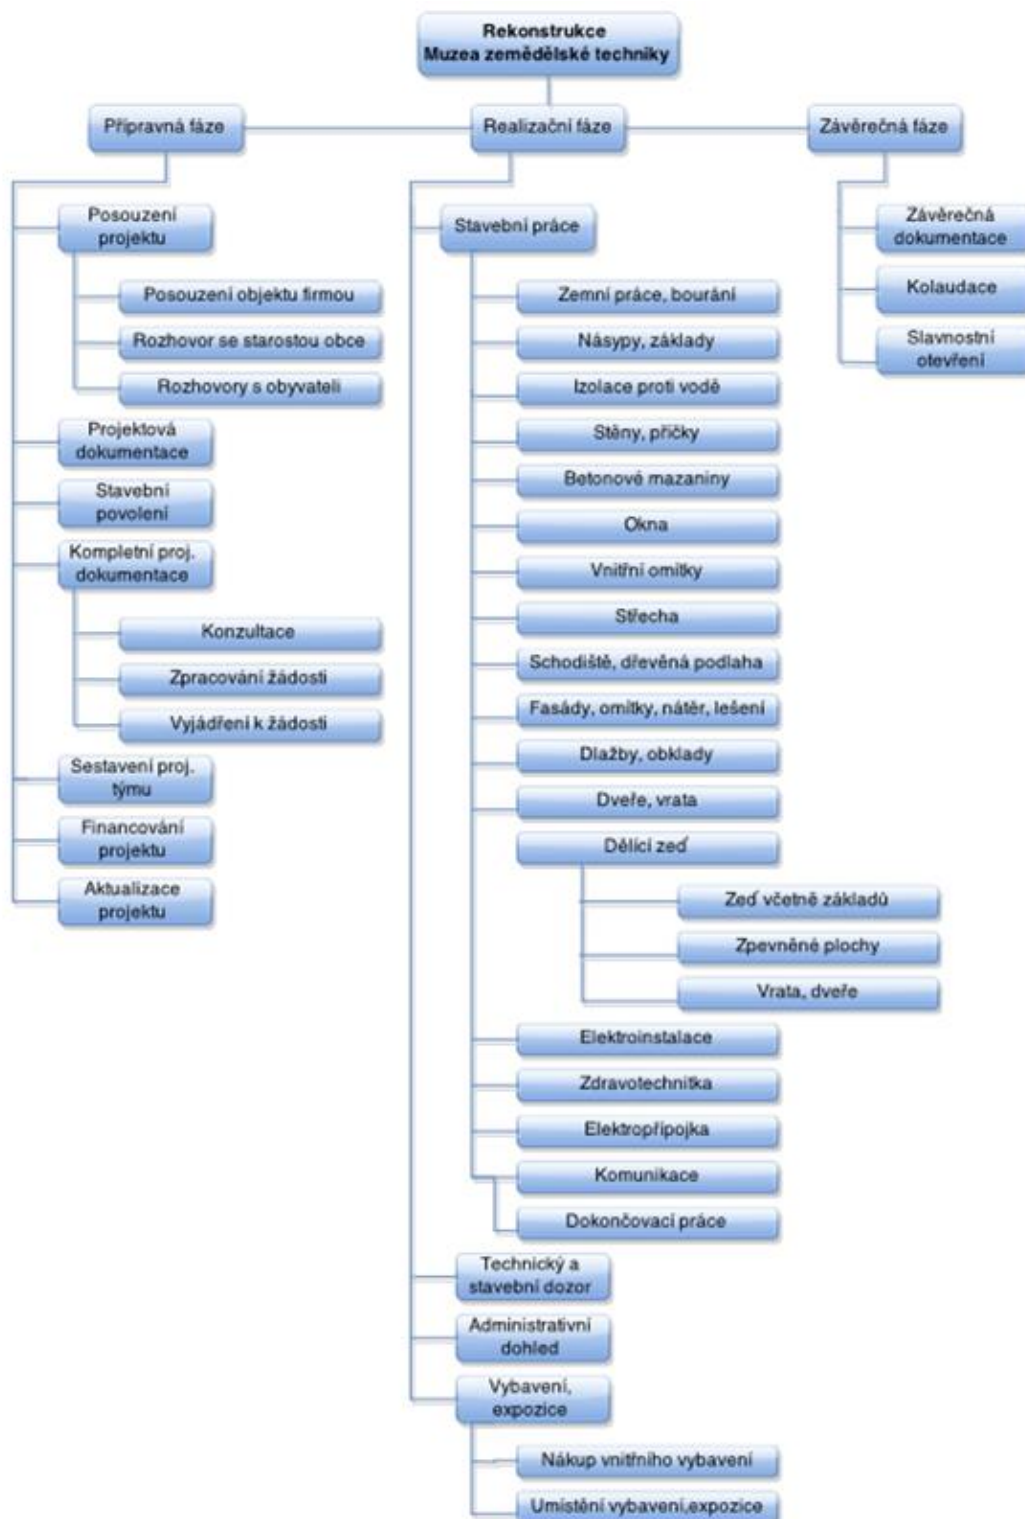 Rekonstrukce
Muzea zemědělské techniky
Přípravná fáze
Realizační fáze
Závěrečná fáze
Posouzení
projektu
Posouzení objektu firmou
Rozhovor se starostou obce
Rozhovory s obyvateli
Projektová
dokumentace
Stavební
povolení
Kompletní proj.
dokumentace
Konzultace
Zpracování žádosti
Vyjádření k žádosti
Sestavení proj.
týmu
Financování
projektu
Aktualizace
projektu
Stavební práce
Zemní práce, bourání
Násypy, základy
Izolace proti vodě
Stěny, příčky
Betonové mazaniny
Okna
Vnitřní omítky
Střecha
Schodiště, dřevěná podlaha
Fasády, omítky, nátěr, lešení
Dlažby, obklady
Dveře, vrata
Dělící zeď
Zeď včetně základů
Zpevněné plochy
Vrata, dveře
Elektroinstalace
Zdravotechnitka
Elektropřípojka
Komunikace
Dokončovací práce
Technický a
stavební dozor
Administrativní
dohled
Vybavení,
expozice
Nákup vnitřního vybavení
Umístění vybavení,expozice
Závěrečná
dokumentace
Kolaudace
Slavnostní
otevření